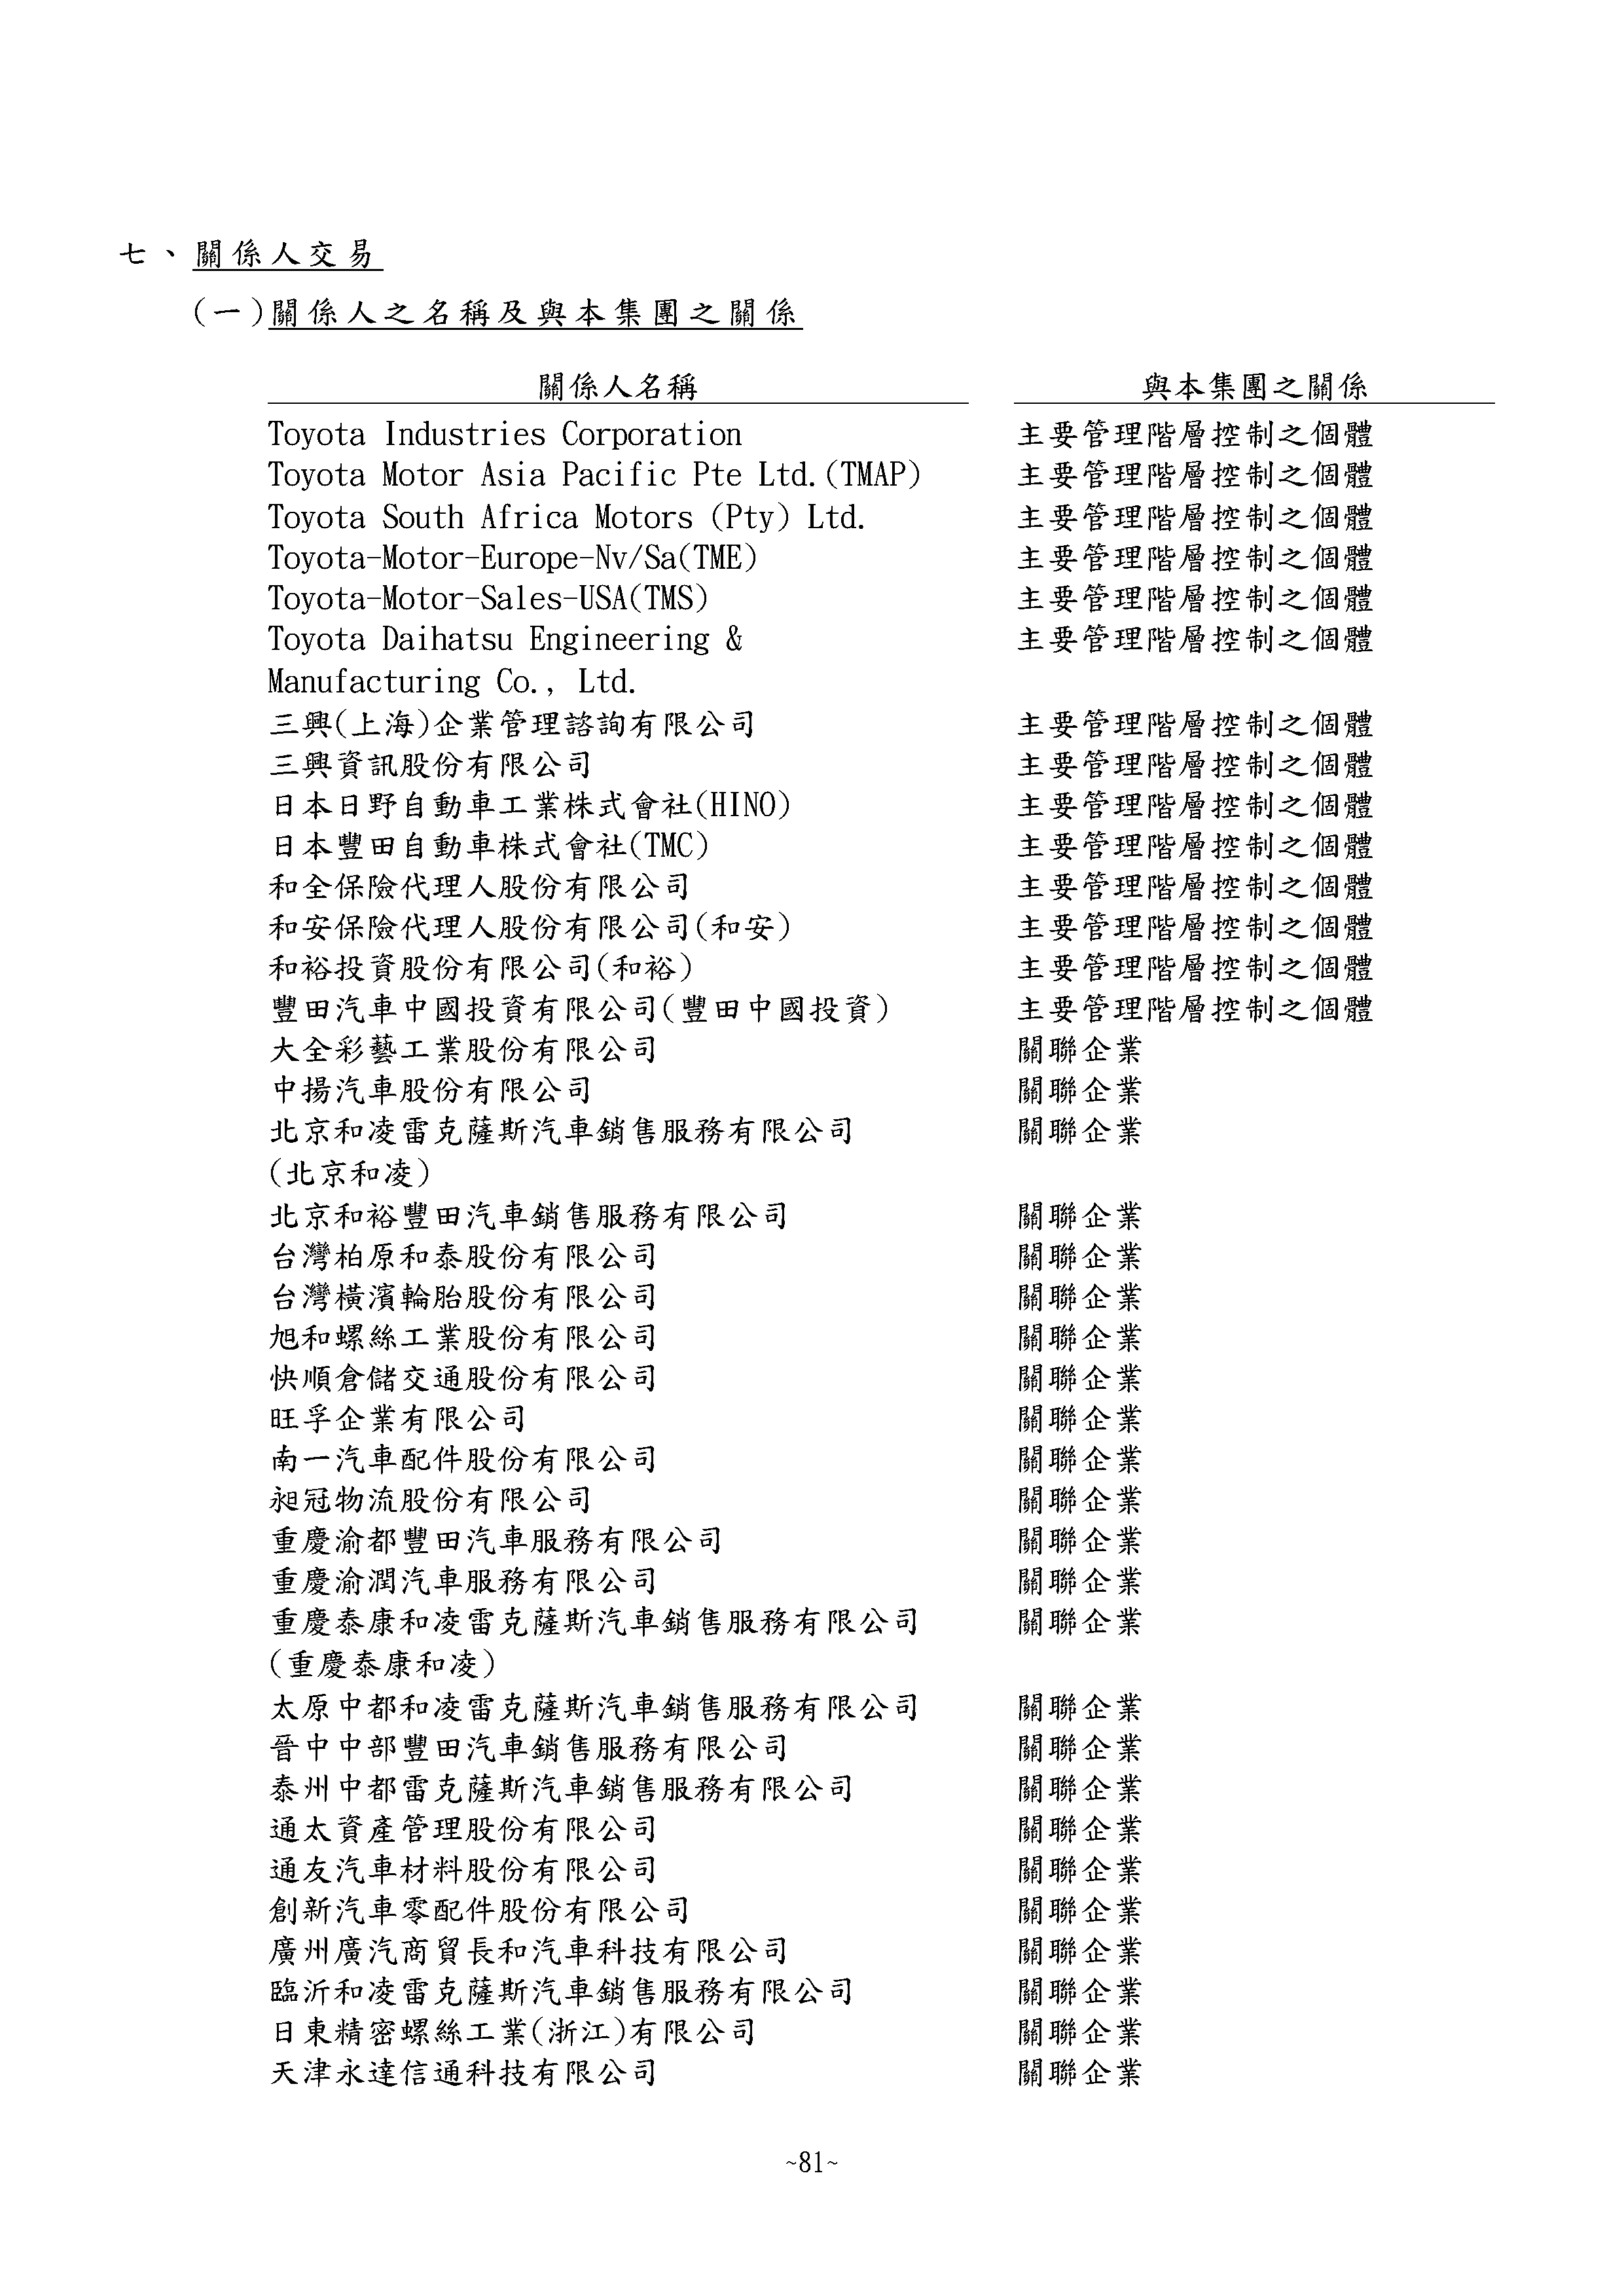 七、關係人交易
(一)關係人之名稱及與本集團之關係
關係人名稱 與本集團之關係
Toyota Industries Corporation 主要管理階層控制之個體
Toyota Motor Asia Pacific Pte Ltd.(TMAP) 主要管理階層控制之個體
Toyota South Africa Motors (Pty) Ltd. 主要管理階層控制之個體
Toyota-Motor-Europe-Nv/Sa(TME) 主要管理階層控制之個體
Toyota-Motor-Sales-USA(TMS) 主要管理階層控制之個體
Toyota Daihatsu Engineering & 主要管理階層控制之個體
Manufacturing Co., Ltd.
三興(上海)企業管理諮詢有限公司 主要管理階層控制之個體
三興資訊股份有限公司 主要管理階層控制之個體
日本日野自動車工業株式會社(HINO) 主要管理階層控制之個體
日本豐田自動車株式會社(TMC) 主要管理階層控制之個體
和全保險代理人股份有限公司 主要管理階層控制之個體
和安保險代理人股份有限公司(和安) 主要管理階層控制之個體
和裕投資股份有限公司(和裕) 主要管理階層控制之個體
豐田汽車中國投資有限公司(豐田中國投資) 主要管理階層控制之個體
大全彩藝工業股份有限公司 關聯企業
中揚汽車股份有限公司 關聯企業
北京和凌雷克薩斯汽車銷售服務有限公司 關聯企業
(北京和凌)
北京和裕豐田汽車銷售服務有限公司 關聯企業
台灣柏原和泰股份有限公司 關聯企業
台灣橫濱輪胎股份有限公司 關聯企業
旭和螺絲工業股份有限公司 關聯企業
快順倉儲交通股份有限公司 關聯企業
旺孚企業有限公司 關聯企業
南一汽車配件股份有限公司 關聯企業
昶冠物流股份有限公司 關聯企業
重慶渝都豐田汽車服務有限公司 關聯企業
重慶渝潤汽車服務有限公司 關聯企業
重慶泰康和凌雷克薩斯汽車銷售服務有限公司 關聯企業
(重慶泰康和凌)
太原中都和凌雷克薩斯汽車銷售服務有限公司 關聯企業
晉中中部豐田汽車銷售服務有限公司 關聯企業
泰州中都雷克薩斯汽車銷售服務有限公司 關聯企業
通太資產管理股份有限公司 關聯企業
通友汽車材料股份有限公司 關聯企業
創新汽車零配件股份有限公司 關聯企業
廣州廣汽商貿長和汽車科技有限公司 關聯企業
臨沂和凌雷克薩斯汽車銷售服務有限公司 關聯企業
日東精密螺絲工業(浙江)有限公司 關聯企業
天津永達信通科技有限公司 關聯企業
~81~